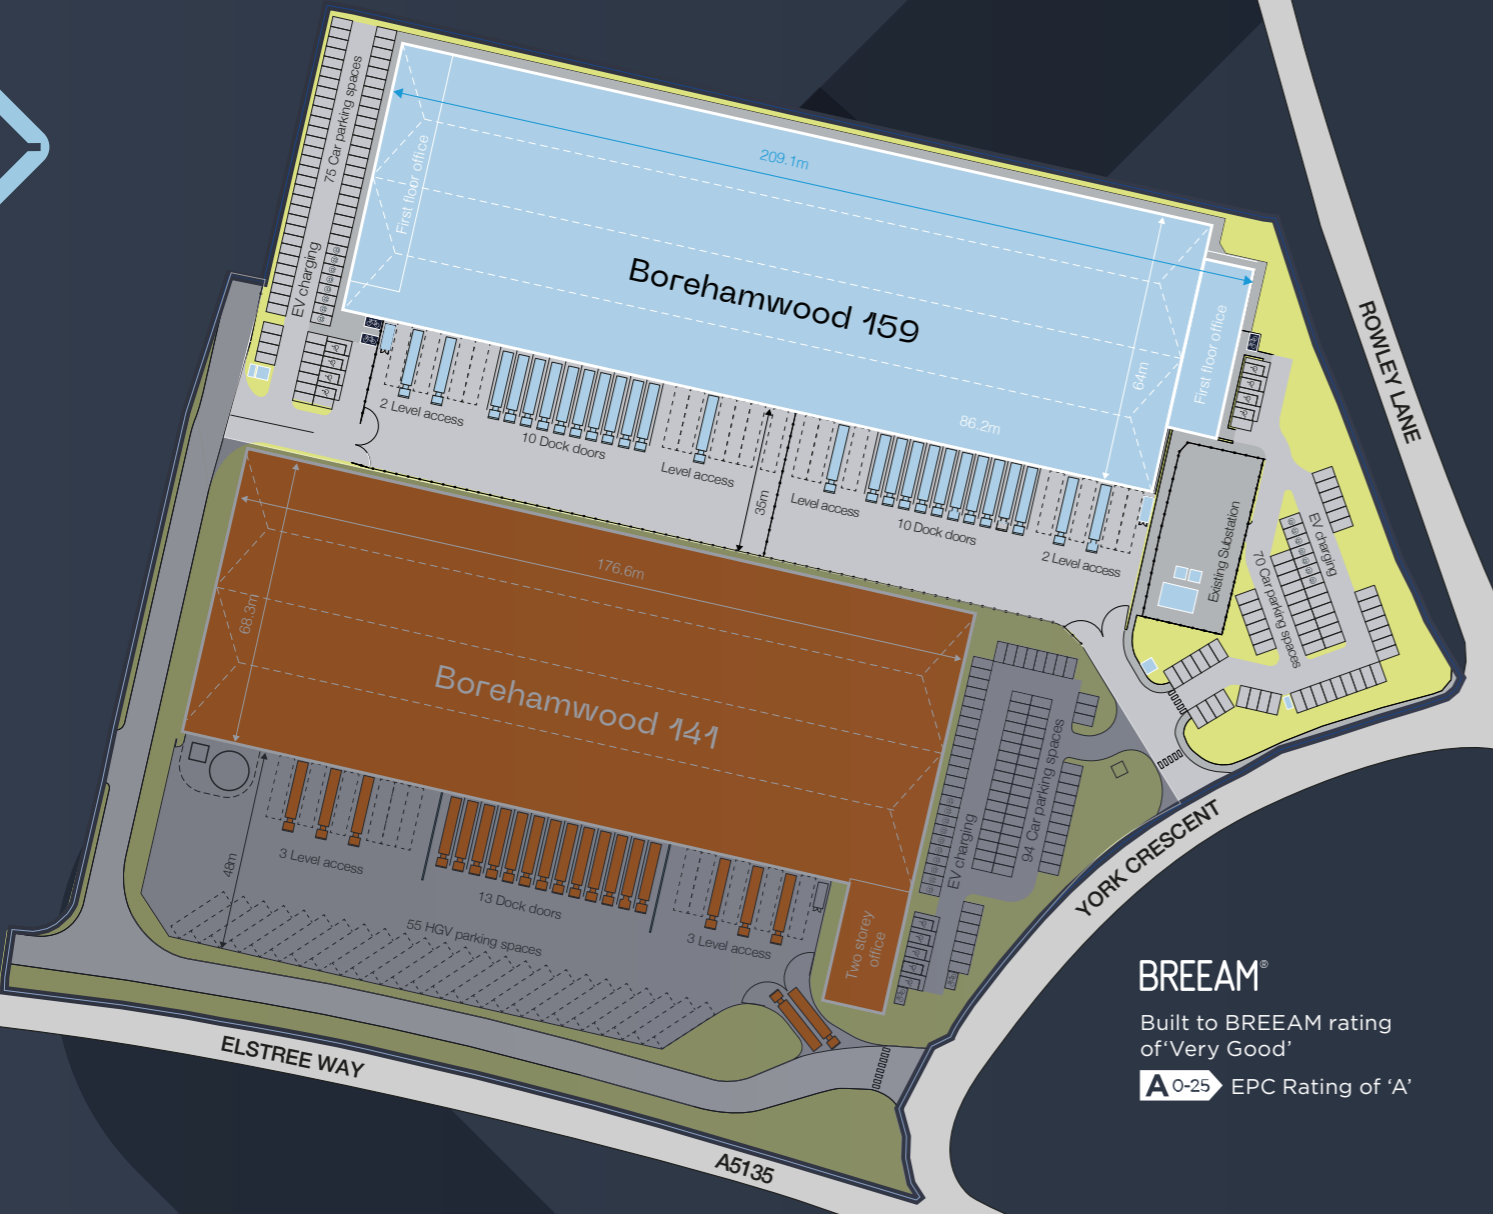 75 Car parking spaces
EV charging
First floor office
209.1m
Borehamwood 159
64m
86.2m
First floor office
ROWLEY LANE
2 Level access
10 Dock doors
Level access
35m
Level access
10 Dock doors
2 Level access
Existing Substation
EV charging
70 Car parking spaces
176.6m
68.3m
Borehamwood 141
94 Car parking spaces
EV charging
48m
3 Level access
13 Dock doors
3 Level access
55 HGV parking spaces
Two storey
office
YORK CRESCENT
ELSTREE WAY
A5135
BREEAM®
Built to BREEAM rating
of‘Very Good’
A 0-25 EPC Rating of ‘A’